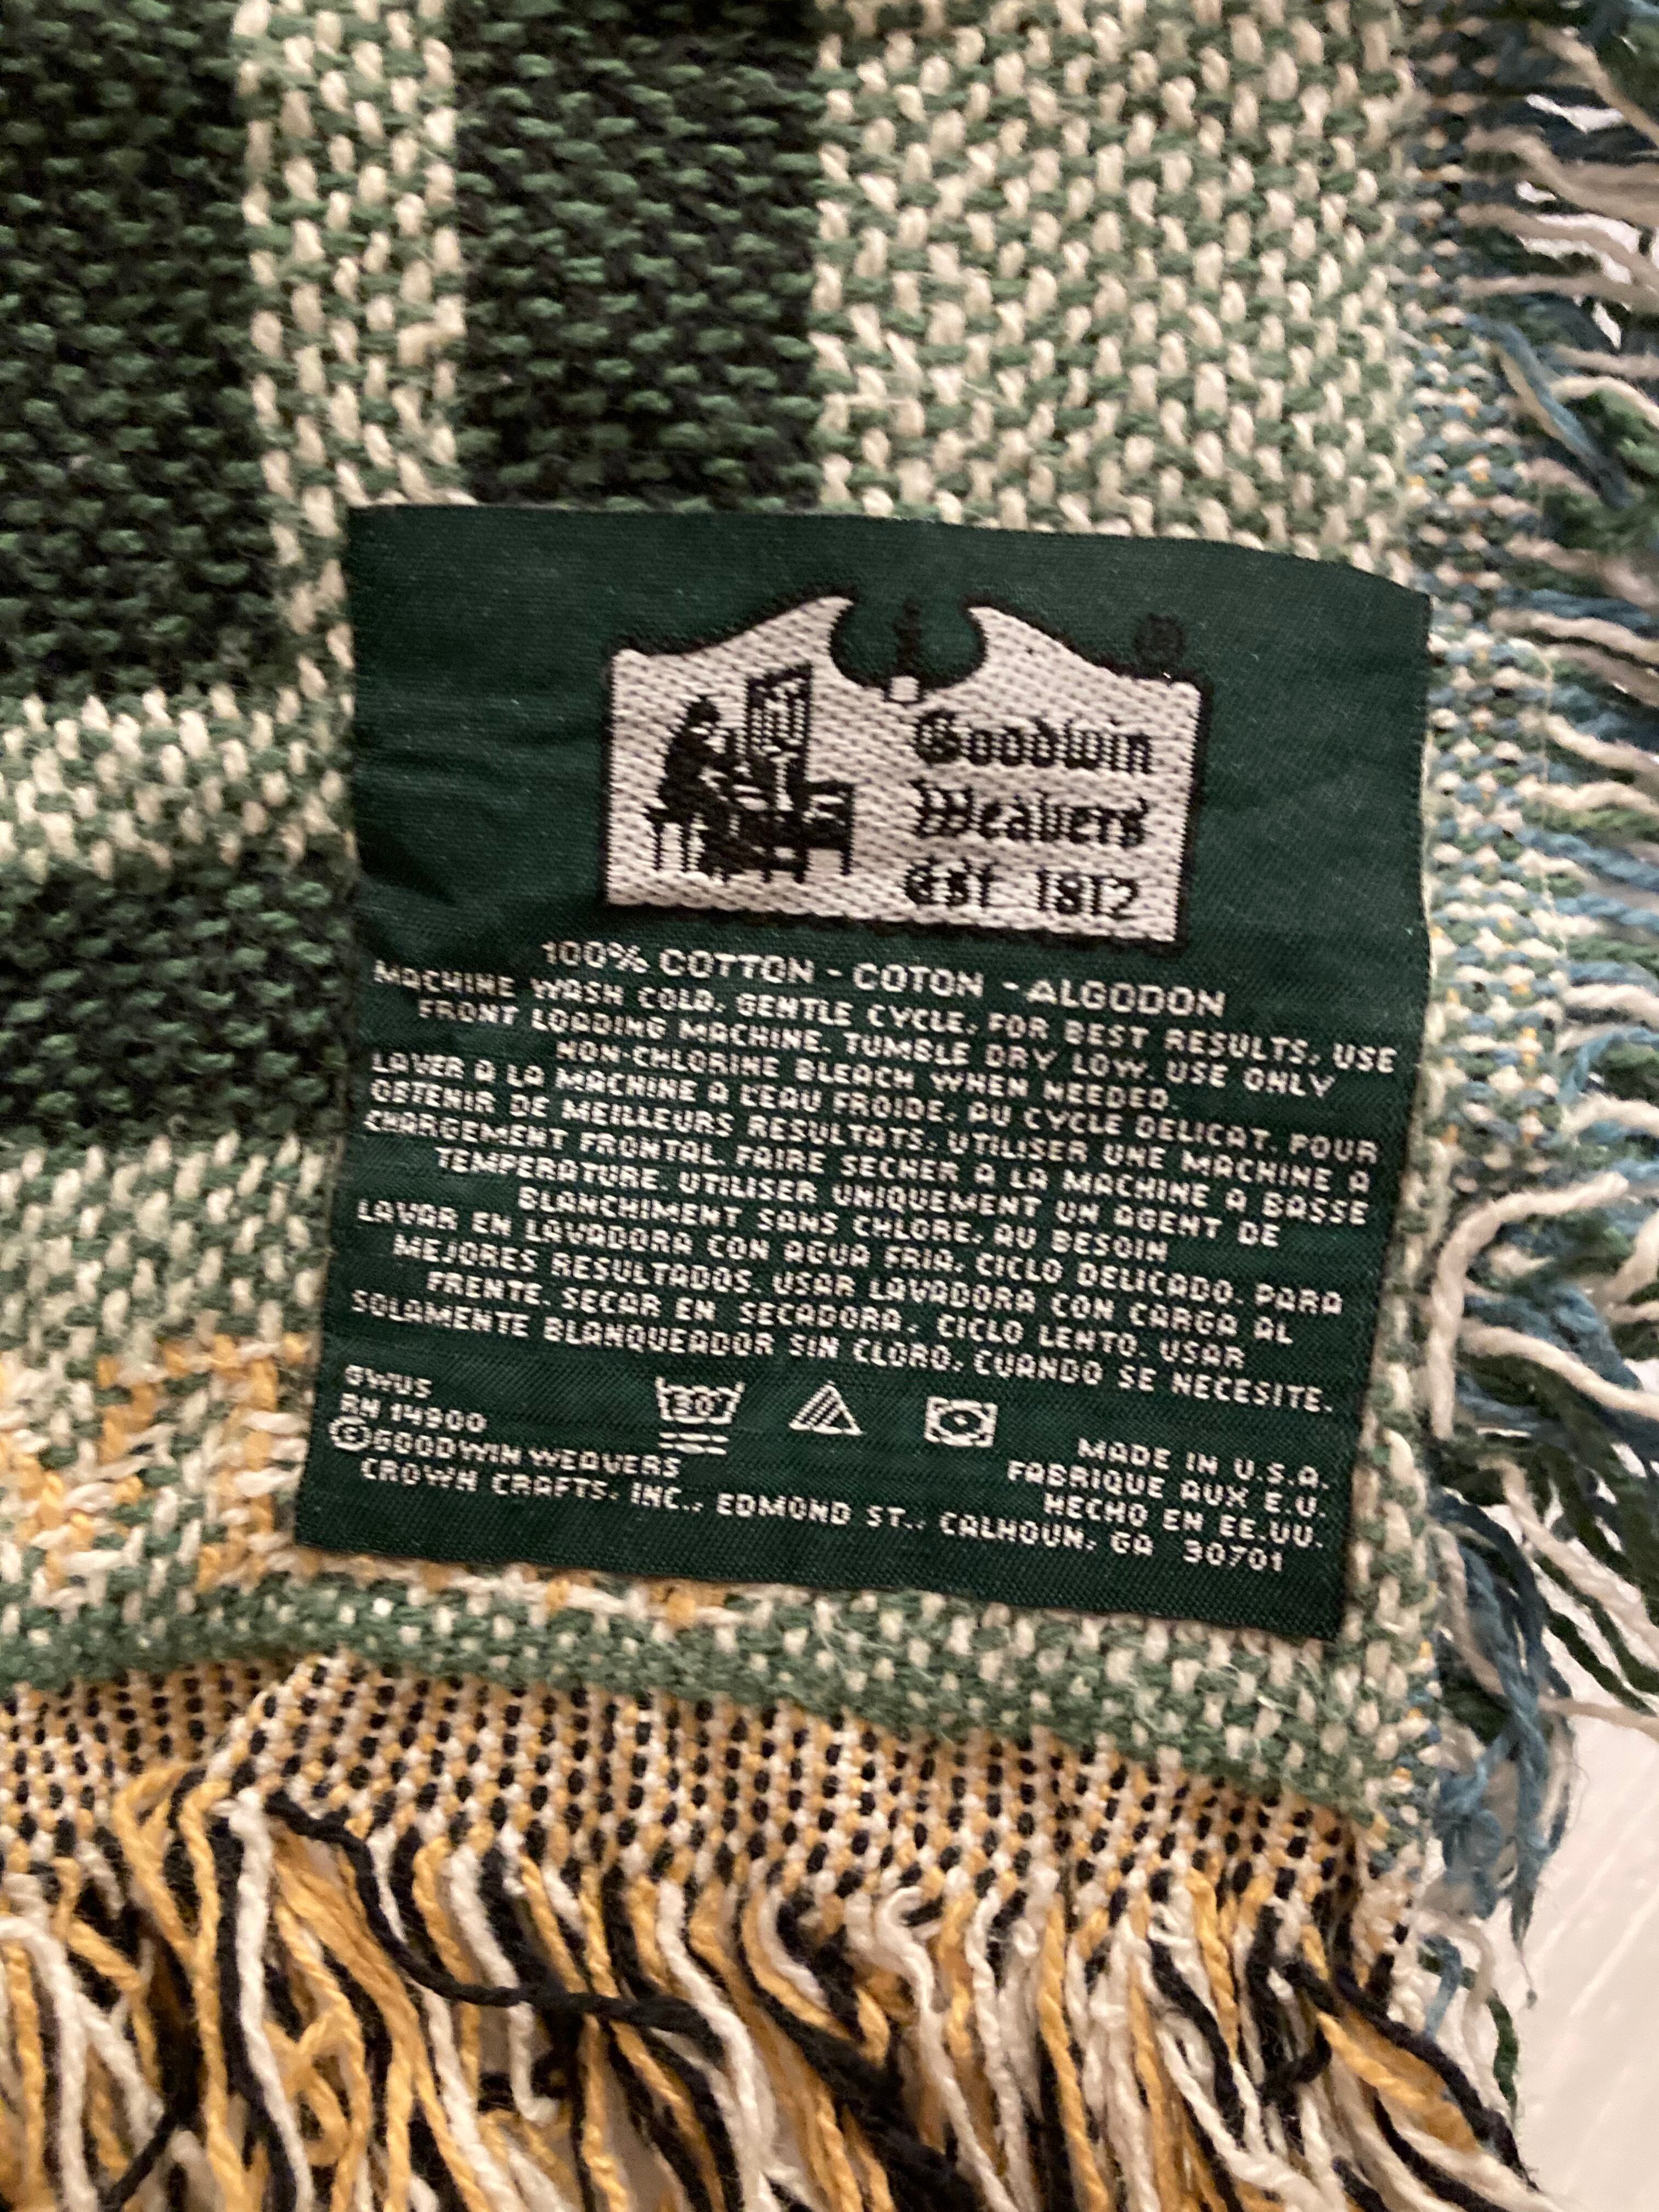 Goodwin
Weavers
Est 1812
®
100% COTTON - COTON - ALGODON
MACHINE WASH COLD, GENTLE CYCLE, FOR BEST RESULTS, USE
FRONT LOADING MACHINE. TUMBLE DRY LOW. USE ONLY
NON-CHLORINE BLEACH WHEN NEEDED.
LAVER A LA MACHINE A L'EAU FROIDE, AU CYCLE DELICAT. POUR
OBTENIR DE MEILLEURS RESULTATS. UTILISER UNE MACHINE A
CHARGEMENT FRONTAL. FAIRE SECHER A LA MACHINE A BASSE
TEMPERATURE. UTILISER UNIQUEMENT UN AGENT DE
BLANCHIMENT SANS CHLORE, AU BESOIN
LAVAR EN LAVADORA CON AGUA FRIA, CICLO DELICADO. PARA
MEJORES RESULTADOS. USAR LAVADORA CON CARGA AL
FRENTE. SECAR EN SECADORA, CICLO LENTO. USAR
SOLAMENTE BLANQUEADOR SIN CLORO, CUANDO SE NECESITE.
GWUS
RN 14900
©GOODWIN WEAVERS
30°
MADE IN U.S.A.
FABRIQUE AUX E.U.
HECHO EN EE.UU.
CROWN CRAFTS, INC., EDMOND ST., CALHOUN, GA 30701